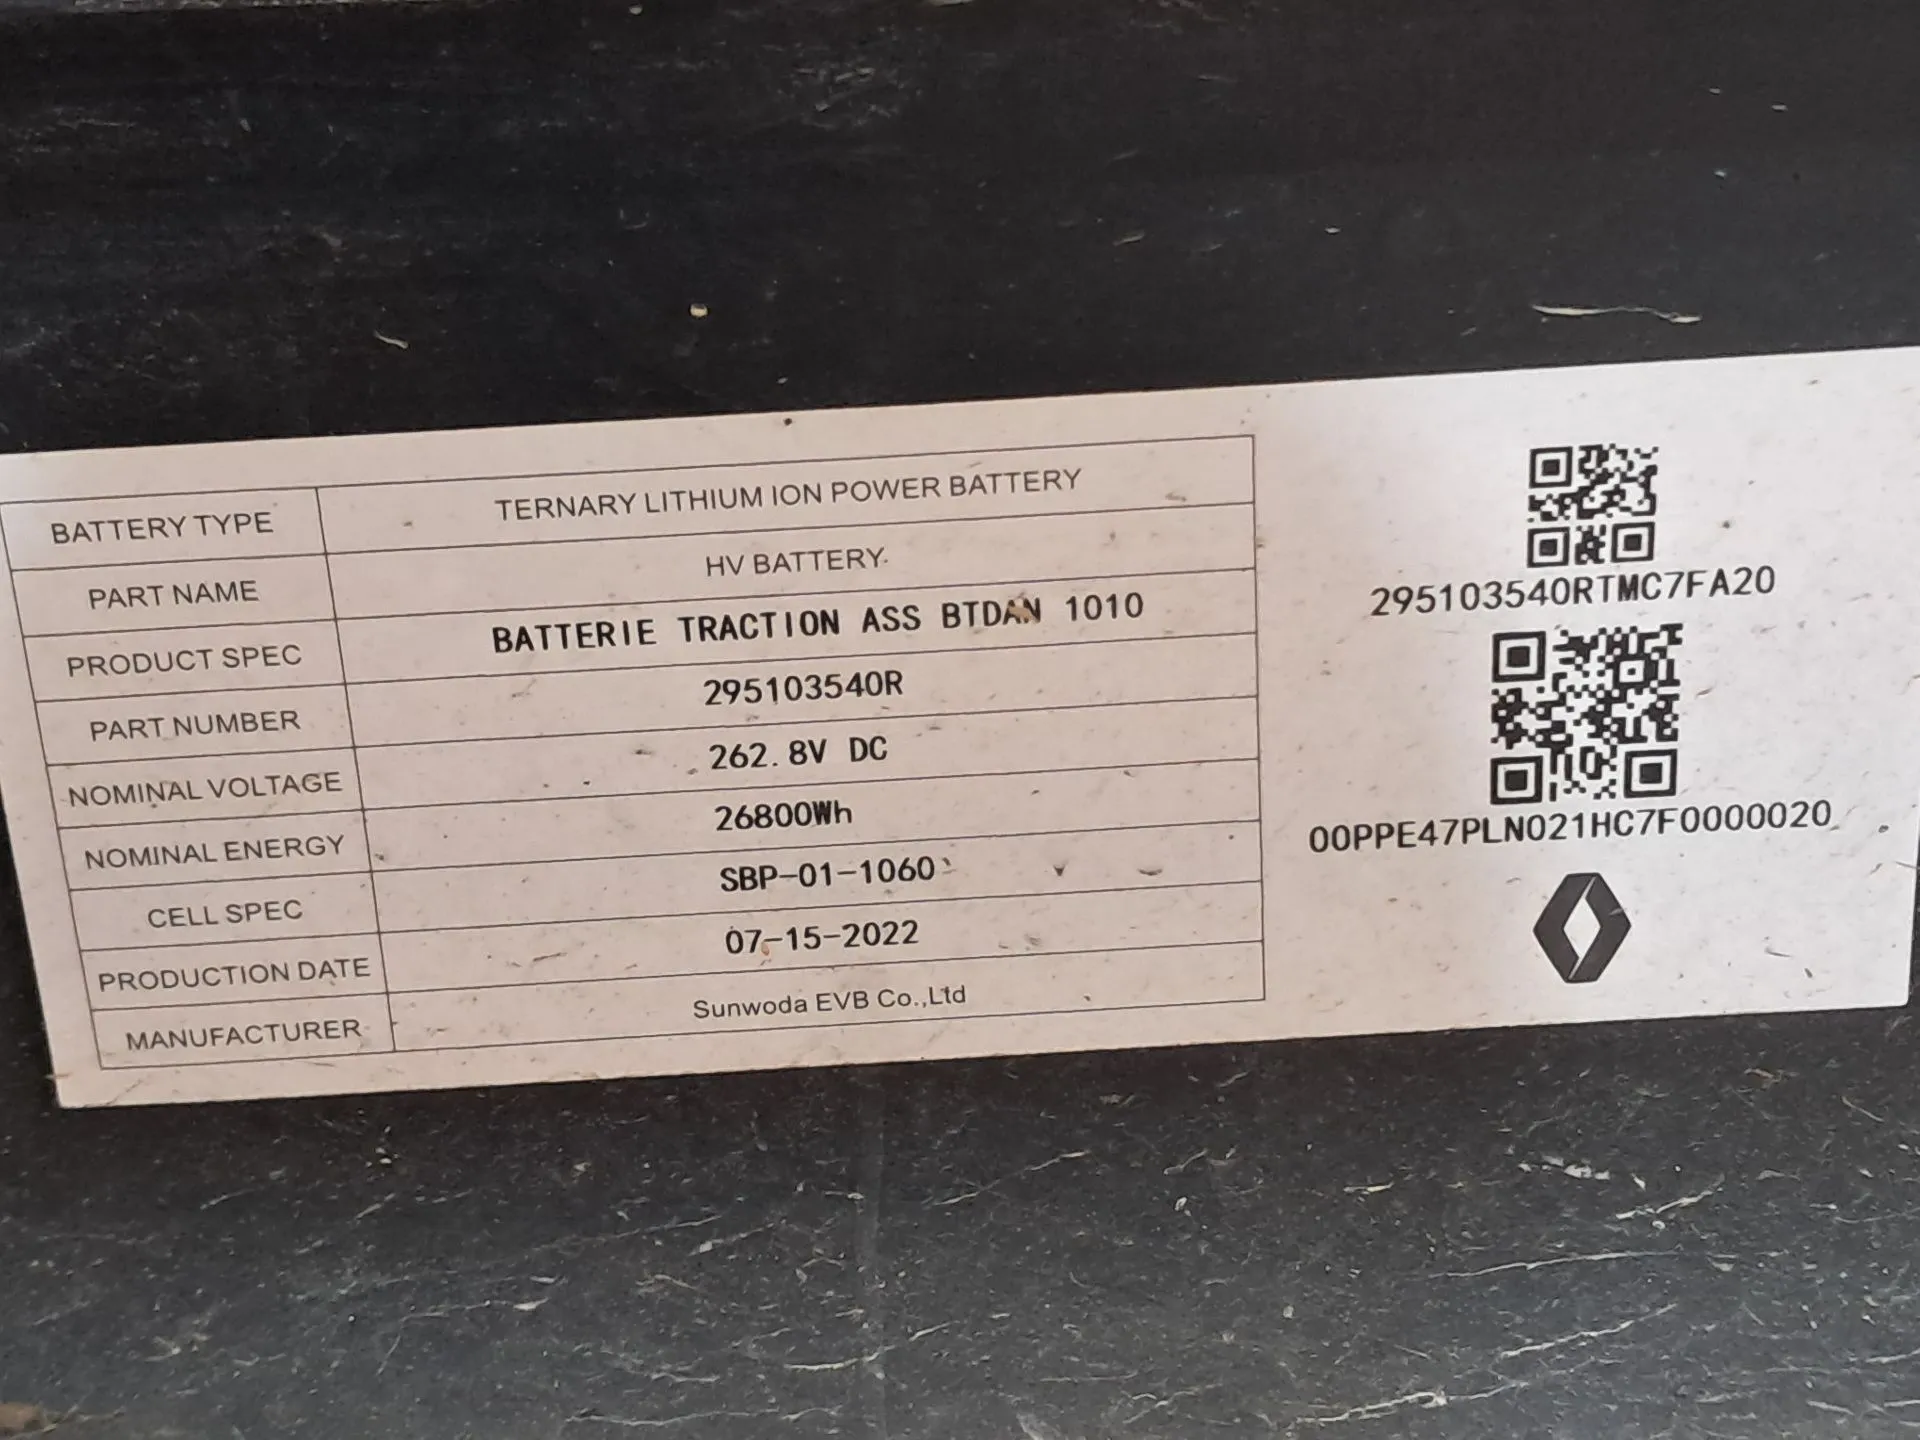 BATTERY TYPE TERNARY LITHIUM ION POWER BATTERY
PART NAME HV BATTERY
PRODUCT SPEC BATTERIE TRACTION ASS BTDAN 1010
PART NUMBER 295103540R
NOMINAL VOLTAGE 262.8V DC
NOMINAL ENERGY 26800Wh
CELL SPEC SBP-01-1060
PRODUCTION DATE 07-15-2022
MANUFACTURER Sunwoda EVB Co.,Ltd
295103540RTMC7FA20
00PPE47PLN021HC7F0000020